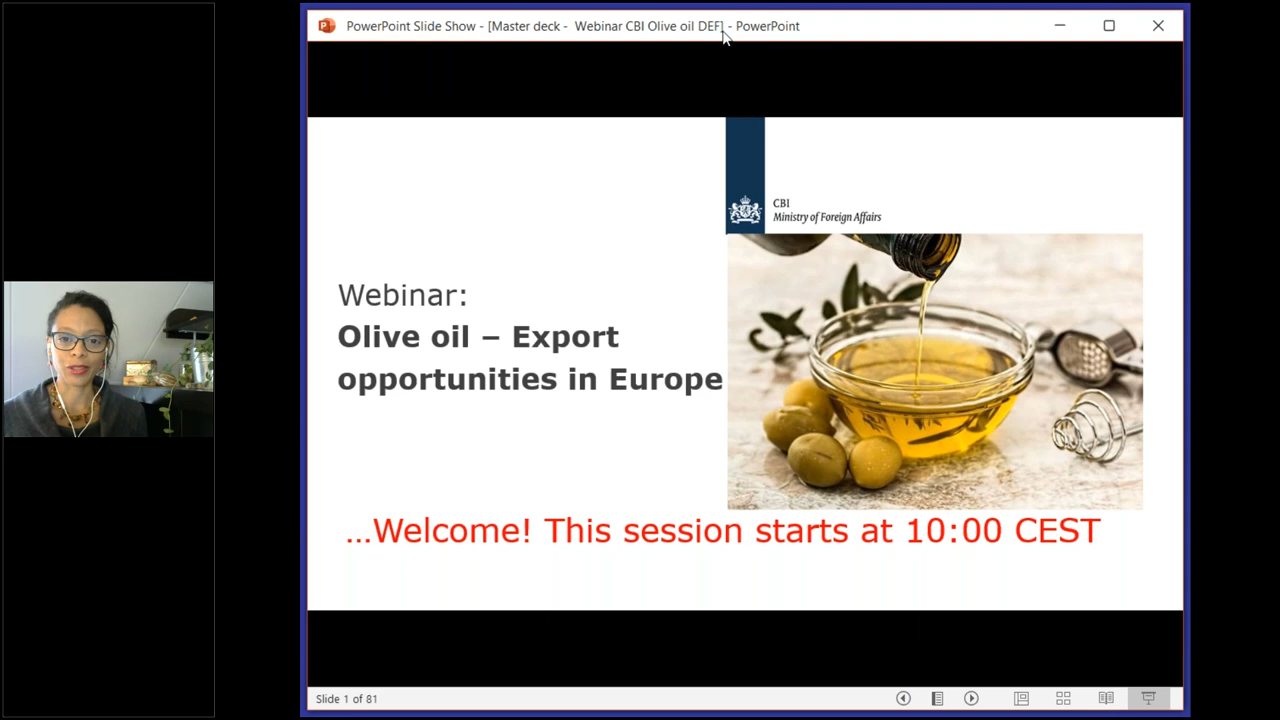 PowerPoint Slide Show - [Master deck - Webinar CBI Olive oil DEF] - PowerPoint
CBI
Ministry of Foreign Affairs
Webinar:
Olive oil – Export
opportunities in Europe
...Welcome! This session starts at 10:00 CEST
Slide 1 of 81